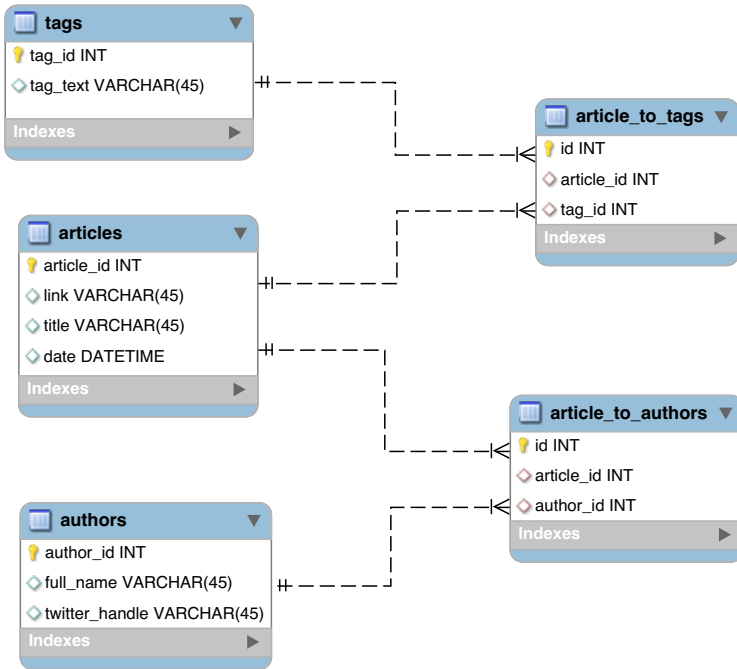 tags
tag_id INT
tag_text VARCHAR(45)
Indexes
article_to_tags
id INT
article_id INT
tag_id INT
Indexes
articles
article_id INT
link VARCHAR(45)
title VARCHAR(45)
date DATETIME
Indexes
article_to_authors
id INT
article_id INT
author_id INT
Indexes
authors
author_id INT
full_name VARCHAR(45)
twitter_handle VARCHAR(45)
Indexes